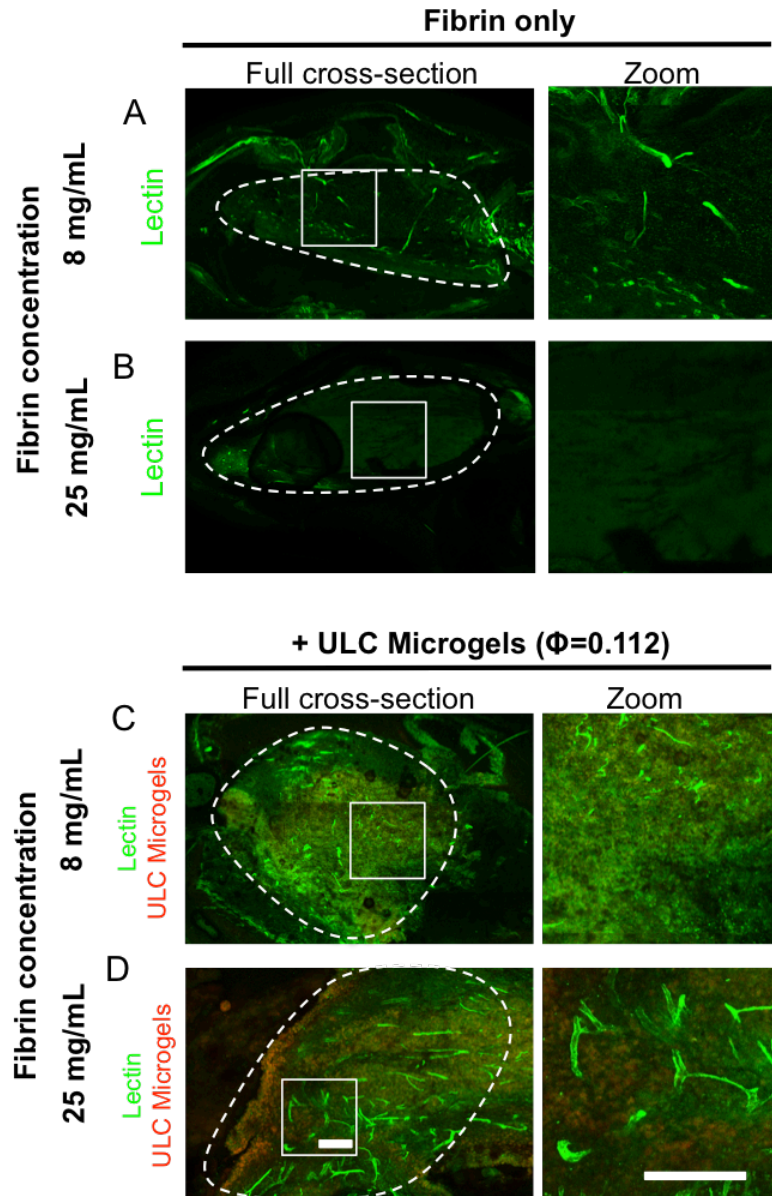 Fibrin only
Full cross-section Zoom
A
Fibrin concentration
8 mg/mL
Lectin
B
25 mg/mL
Lectin
+ ULC Microgels (Φ=0.112)
Full cross-section Zoom
C
Fibrin concentration
8 mg/mL
Lectin
ULC Microgels
D
25 mg/mL
Lectin
ULC Microgels